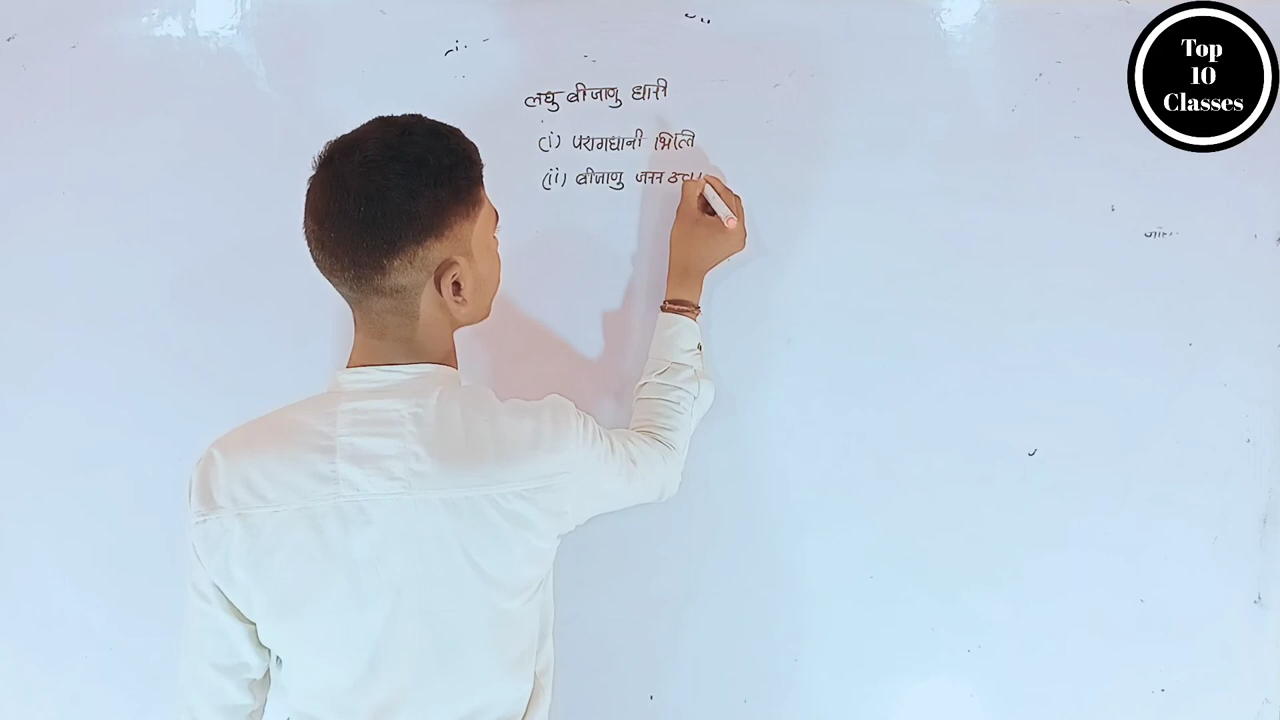 लघु बीजाणु धानी
(i) परागधानी भित्ति
(ii) बीजाणु जनन
Top
10
Classes